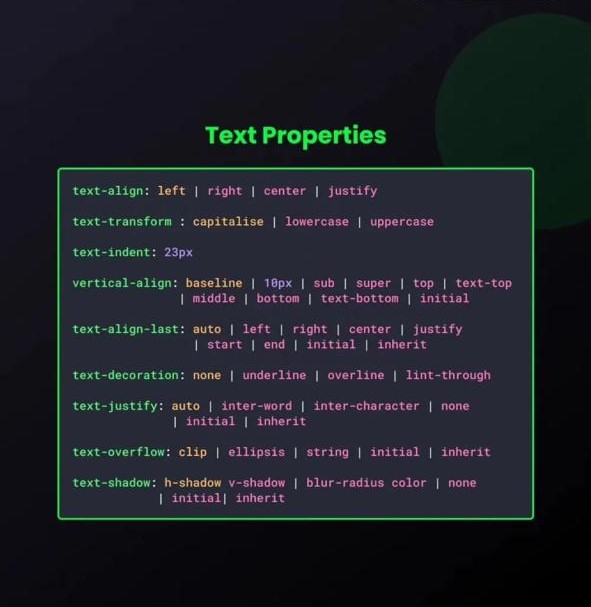 Text Properties
text-align: left | right | center | justify
text-transform : capitalise | lowercase | uppercase
text-indent: 23px
vertical-align: baseline | 10px | sub | super | top | text-top
| middle | bottom | text-bottom | initial
text-align-last: auto | left | right | center | justify
| start | end | initial | inherit
text-decoration: none | underline | overline | lint-through
text-justify: auto | inter-word | inter-character | none
| initial | inherit
text-overflow: clip | ellipsis | string | initial | inherit
text-shadow: h-shadow v-shadow | blur-radius color | none
| initial| inherit